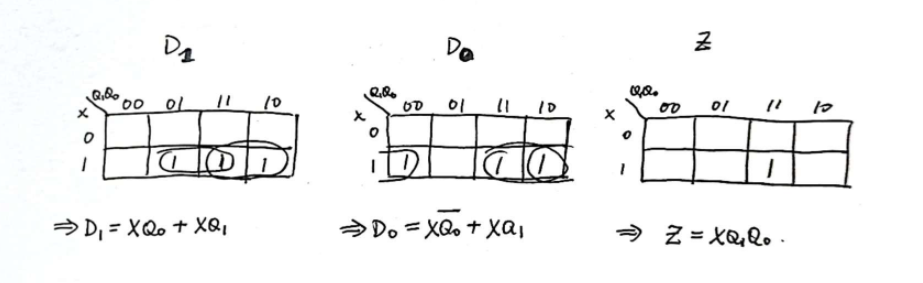 D1 D0 Z
Q1Q0 00 01 11 10 Q1Q0 00 01 11 10 Q1Q0 00 01 11 10
X X X
0 0 0
1 1 1 1 1 1 1 1 1 1
⇒ D1 = XQ0 + XQ1 ⇒ D0 = XQ̅0̅ + XQ1 ⇒ Z = XQ1Q0.